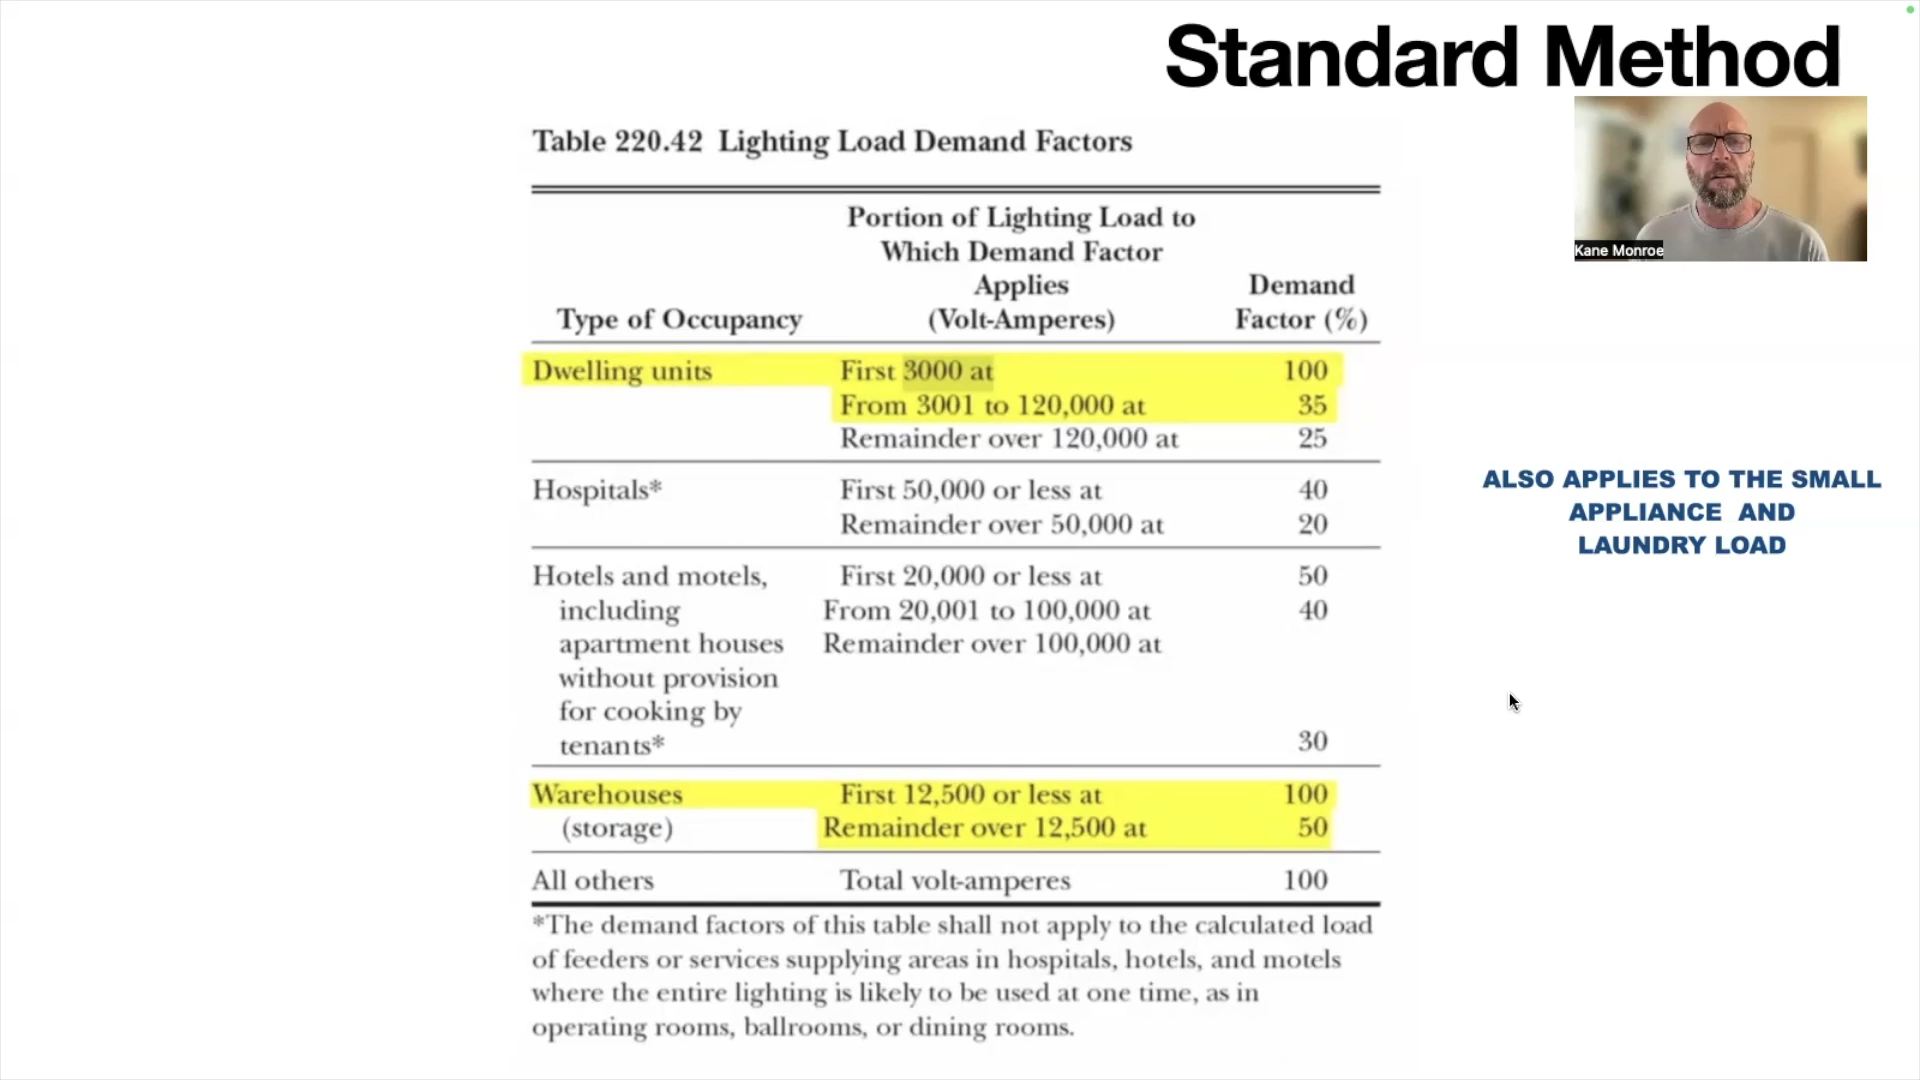 Standard Method
Kane Monroe
Table 220.42 Lighting Load Demand Factors
Portion of Lighting Load to
Which Demand Factor
Applies Demand
Type of Occupancy (Volt-Amperes) Factor (%)
Dwelling units First 3000 at 100
From 3001 to 120,000 at 35
Remainder over 120,000 at 25
Hospitals* First 50,000 or less at 40
Remainder over 50,000 at 20
Hotels and motels, First 20,000 or less at 50
including From 20,001 to 100,000 at 40
apartment houses Remainder over 100,000 at
without provision
for cooking by
tenants* 30
Warehouses First 12,500 or less at 100
(storage) Remainder over 12,500 at 50
All others Total volt-amperes 100
*The demand factors of this table shall not apply to the calculated load
of feeders or services supplying areas in hospitals, hotels, and motels
where the entire lighting is likely to be used at one time, as in
operating rooms, ballrooms, or dining rooms.
ALSO APPLIES TO THE SMALL
APPLIANCE AND
LAUNDRY LOAD